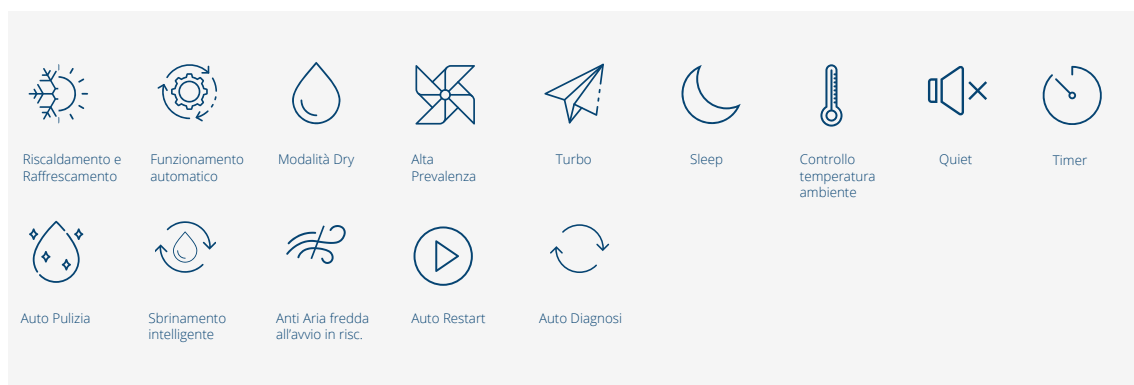 Riscaldamento e
Raffrescamento
Funzionamento
automatico
Modalità Dry
Alta
Prevalenza
Turbo
Sleep
Controllo
temperatura
ambiente
Quiet
Timer
Auto Pulizia
Sbrinamento
intelligente
Anti Aria fredda
all’avvio in risc.
Auto Restart
Auto Diagnosi